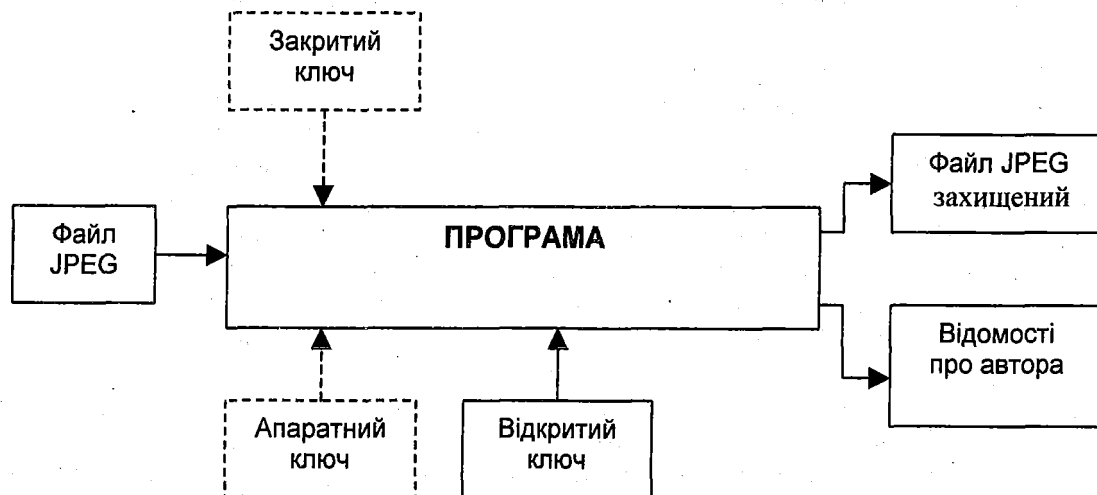 Закритий
ключ
Файл JPEG
захищений
Файл
JPEG
ПРОГРАМА
Відомості
про автора
Апаратний
ключ
Відкритий
ключ